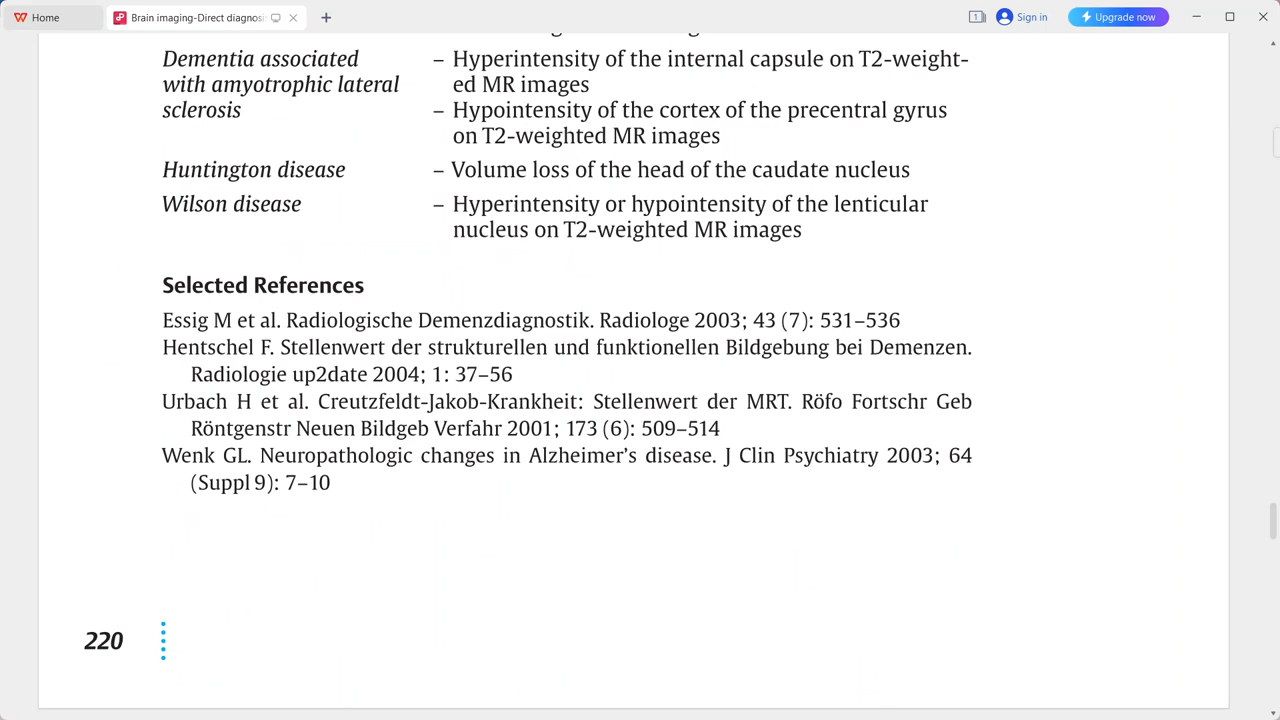 Home
Brain imaging-Direct diagnosi
1
Sign in
Upgrade now
Dementia associated – Hyperintensity of the internal capsule on T2-weight-
with amyotrophic lateral ed MR images
sclerosis – Hypointensity of the cortex of the precentral gyrus
on T2-weighted MR images
Huntington disease – Volume loss of the head of the caudate nucleus
Wilson disease – Hyperintensity or hypointensity of the lenticular
nucleus on T2-weighted MR images
Selected References
Essig M et al. Radiologische Demenzdiagnostik. Radiologe 2003; 43 (7): 531–536
Hentschel F. Stellenwert der strukturellen und funktionellen Bildgebung bei Demenzen.
Radiologie up2date 2004; 1: 37–56
Urbach H et al. Creutzfeldt-Jakob-Krankheit: Stellenwert der MRT. Röfo Fortschr Geb
Röntgenstr Neuen Bildgeb Verfahr 2001; 173 (6): 509–514
Wenk GL. Neuropathologic changes in Alzheimer's disease. J Clin Psychiatry 2003; 64
(Suppl 9): 7–10
220